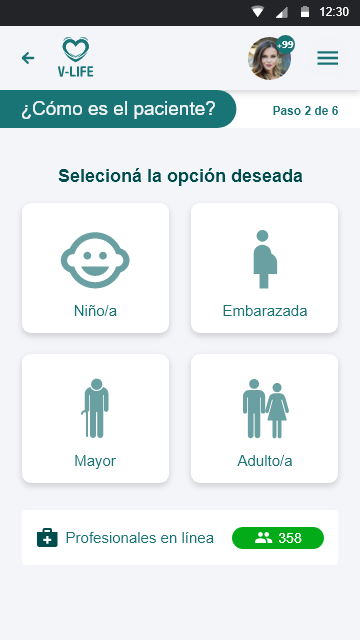 12:30
V-LIFE
+99
¿Cómo es el paciente?
Paso 2 de 6
Selecioná la opción deseada
Niño/a
Embarazada
Mayor
Adulto/a
Profesionales en línea
358